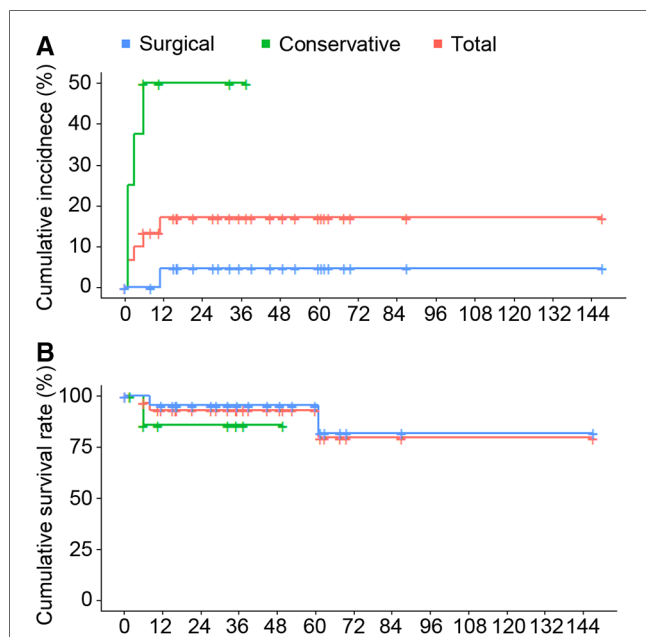 A
Surgical Conservative Total
Cumulative inccidnece (%)
50
40
30
20
10
0
0 12 24 36 48 60 72 84 96 108 120 132 144
B
Cumulative survival rate (%)
100
75
50
25
0
0 12 24 36 48 60 72 84 96 108 120 132 144